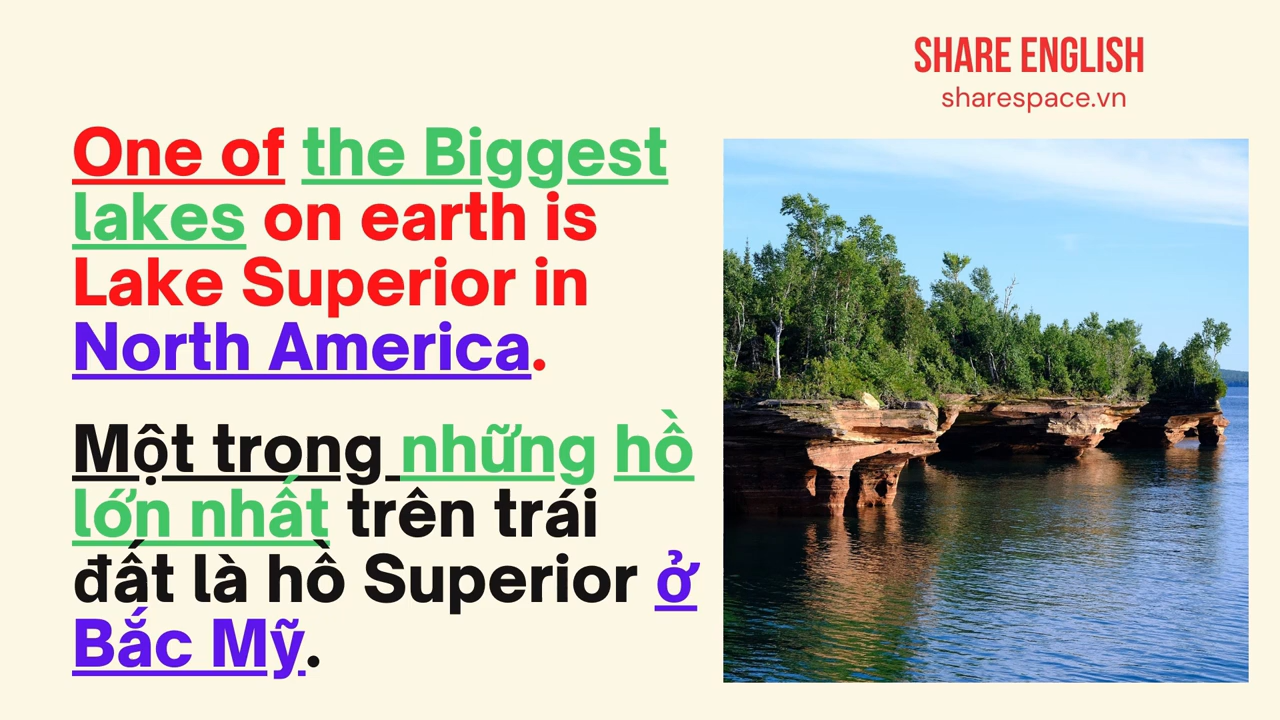 SHARE ENGLISH
sharespace.vn
One of the Biggest
lakes on earth is
Lake Superior in
North America.
Một trong những hồ
lớn nhất trên trái
đất là hồ Superior ở
Bắc Mỹ.